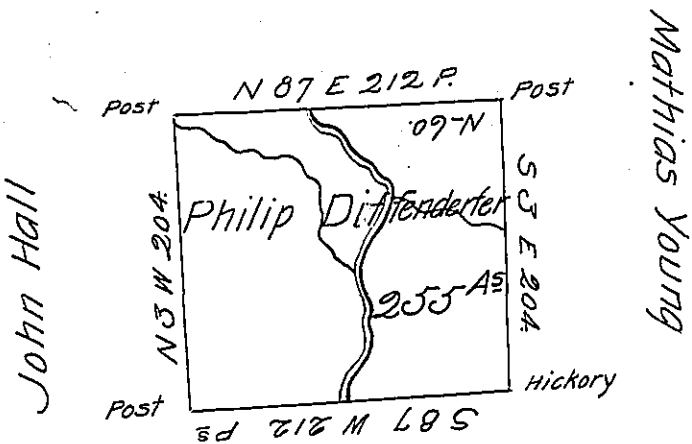 N 87 E 212 P.
Post
Post
N-60.
Mathias Young
John Hall
N 3 W 204.
Philip Diffenderfer
S 3 E 204.
255 As
Hickory
Post
S 87 W 212 Ps